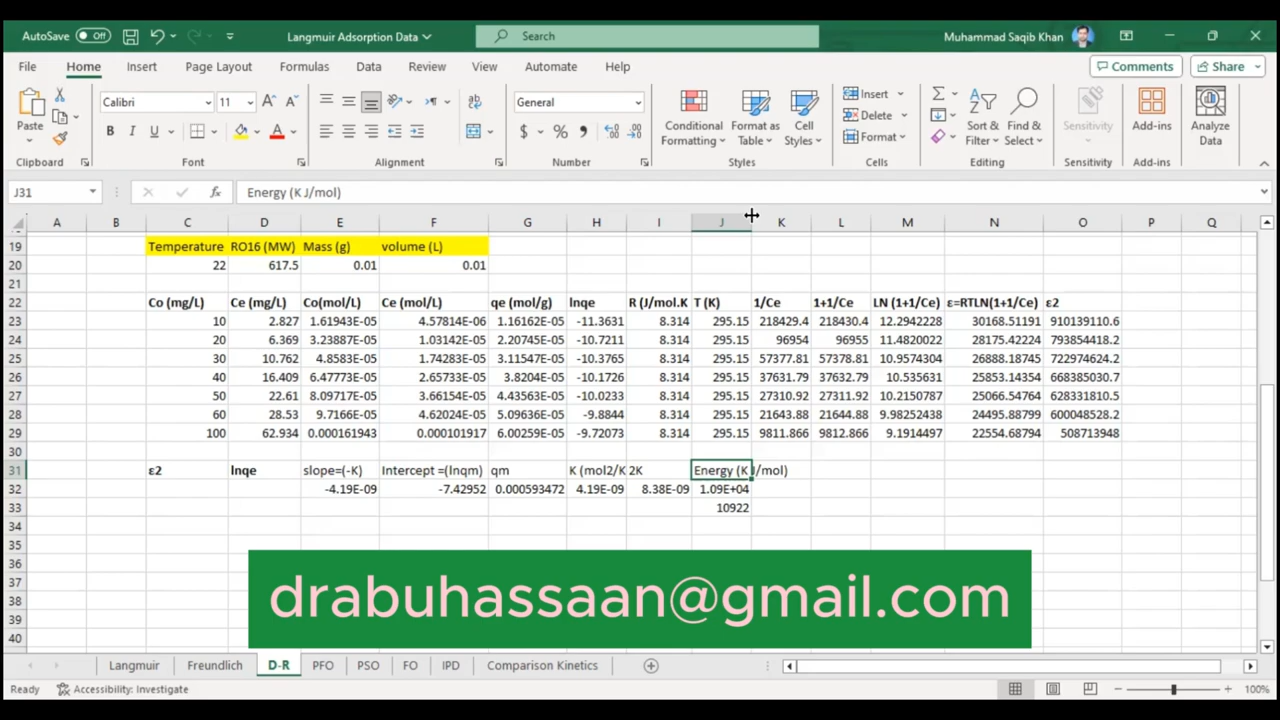 AutoSave Off Langmuir Adsorption Data Search Muhammad Saqib Khan
File Home Insert Page Layout Formulas Data Review View Automate Help Comments Share
Paste Calibri 11 A A ab General Conditional Formatting Format as Table Cell Styles Insert Delete Format Sort & Filter Find & Select Sensitivity Add-ins Analyze Data
B I U A $ % 9
Clipboard Font Alignment Number Styles Cells Editing Sensitivity Add-ins
J31 fx Energy (K J/mol)
A B C D E F G H I J K L M N O P Q
19 Temperature RO16 (MW) Mass (g) volume (L)
20 22 617.5 0.01 0.01
21
22 Co (mg/L) Ce (mg/L) Co(mol/L) Ce (mol/L) qe (mol/g) lnqe R (J/mol.K T (K) 1/Ce 1+1/Ce LN (1+1/Ce) ε=RTLN(1+1/Ce) ε2
23 10 2.827 1.61943E-05 4.57814E-06 1.16162E-05 -11.3631 8.314 295.15 218429.4 218430.4 12.2942228 30168.51191 910139110.6
24 20 6.369 3.23887E-05 1.03142E-05 2.20745E-05 -10.7211 8.314 295.15 96954 96955 11.4820022 28175.42224 793854418.2
25 30 10.762 4.8583E-05 1.74283E-05 3.11547E-05 -10.3765 8.314 295.15 57377.81 57378.81 10.9574304 26888.18745 722974624.2
26 40 16.409 6.47773E-05 2.65733E-05 3.8204E-05 -10.1726 8.314 295.15 37631.79 37632.79 10.535631 25853.14354 668385030.7
27 50 22.61 8.09717E-05 3.66154E-05 4.43563E-05 -10.0233 8.314 295.15 27310.92 27311.92 10.2150787 25066.54764 628331810.5
28 60 28.53 9.7166E-05 4.62024E-05 5.09636E-05 -9.8844 8.314 295.15 21643.88 21644.88 9.98252438 24495.88799 600048528.2
29 100 62.934 0.000161943 0.000101917 6.00259E-05 -9.72073 8.314 295.15 9811.866 9812.866 9.1914497 22554.68794 508713948
30
31 ε2 lnqe slope=(-K) Intercept =(lnqm) qm K (mol2/K 2K Energy (K J/mol)
32 -4.19E-09 -7.42952 0.000593472 4.19E-09 8.38E-09 1.09E+04
33 10922
34
35
36
37
38
39
40
drabuhassaan@gmail.com
Langmuir Freundlich D-R PFO PSO FO IPD Comparison Kinetics
Ready Accessibility: Investigate 100%